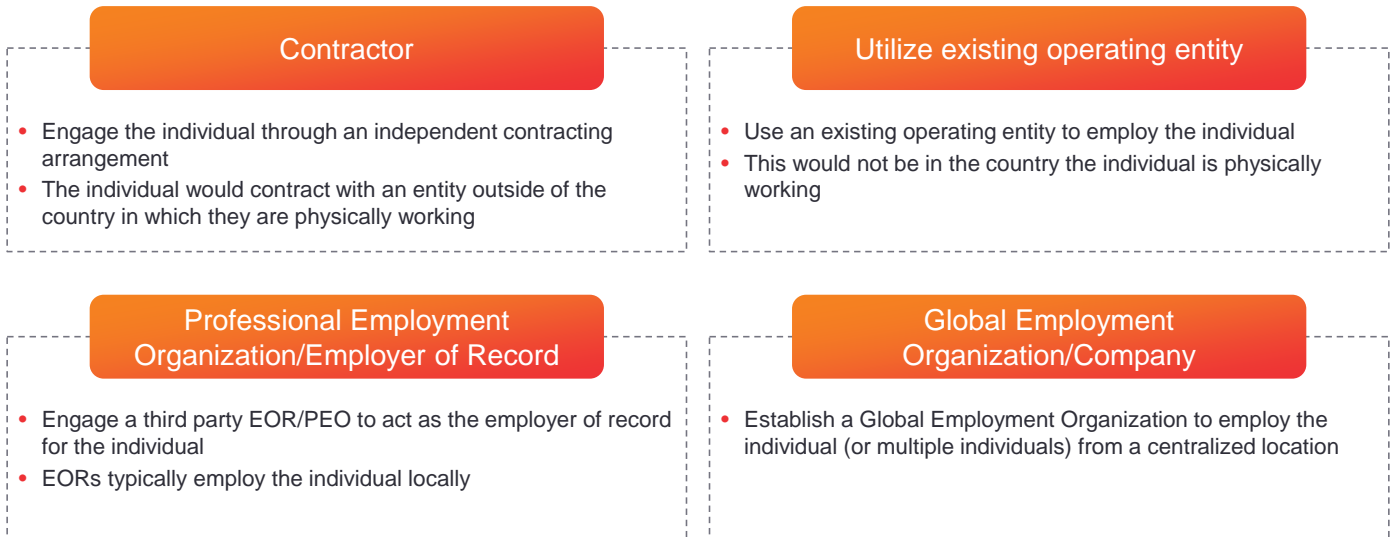 Contractor
• Engage the individual through an independent contracting
arrangement
• The individual would contract with an entity outside of the
country in which they are physically working
Utilize existing operating entity
• Use an existing operating entity to employ the individual
• This would not be in the country the individual is physically
working
Professional Employment
Organization/Employer of Record
• Engage a third party EOR/PEO to act as the employer of record
for the individual
• EORs typically employ the individual locally
Global Employment
Organization/Company
• Establish a Global Employment Organization to employ the
individual (or multiple individuals) from a centralized location